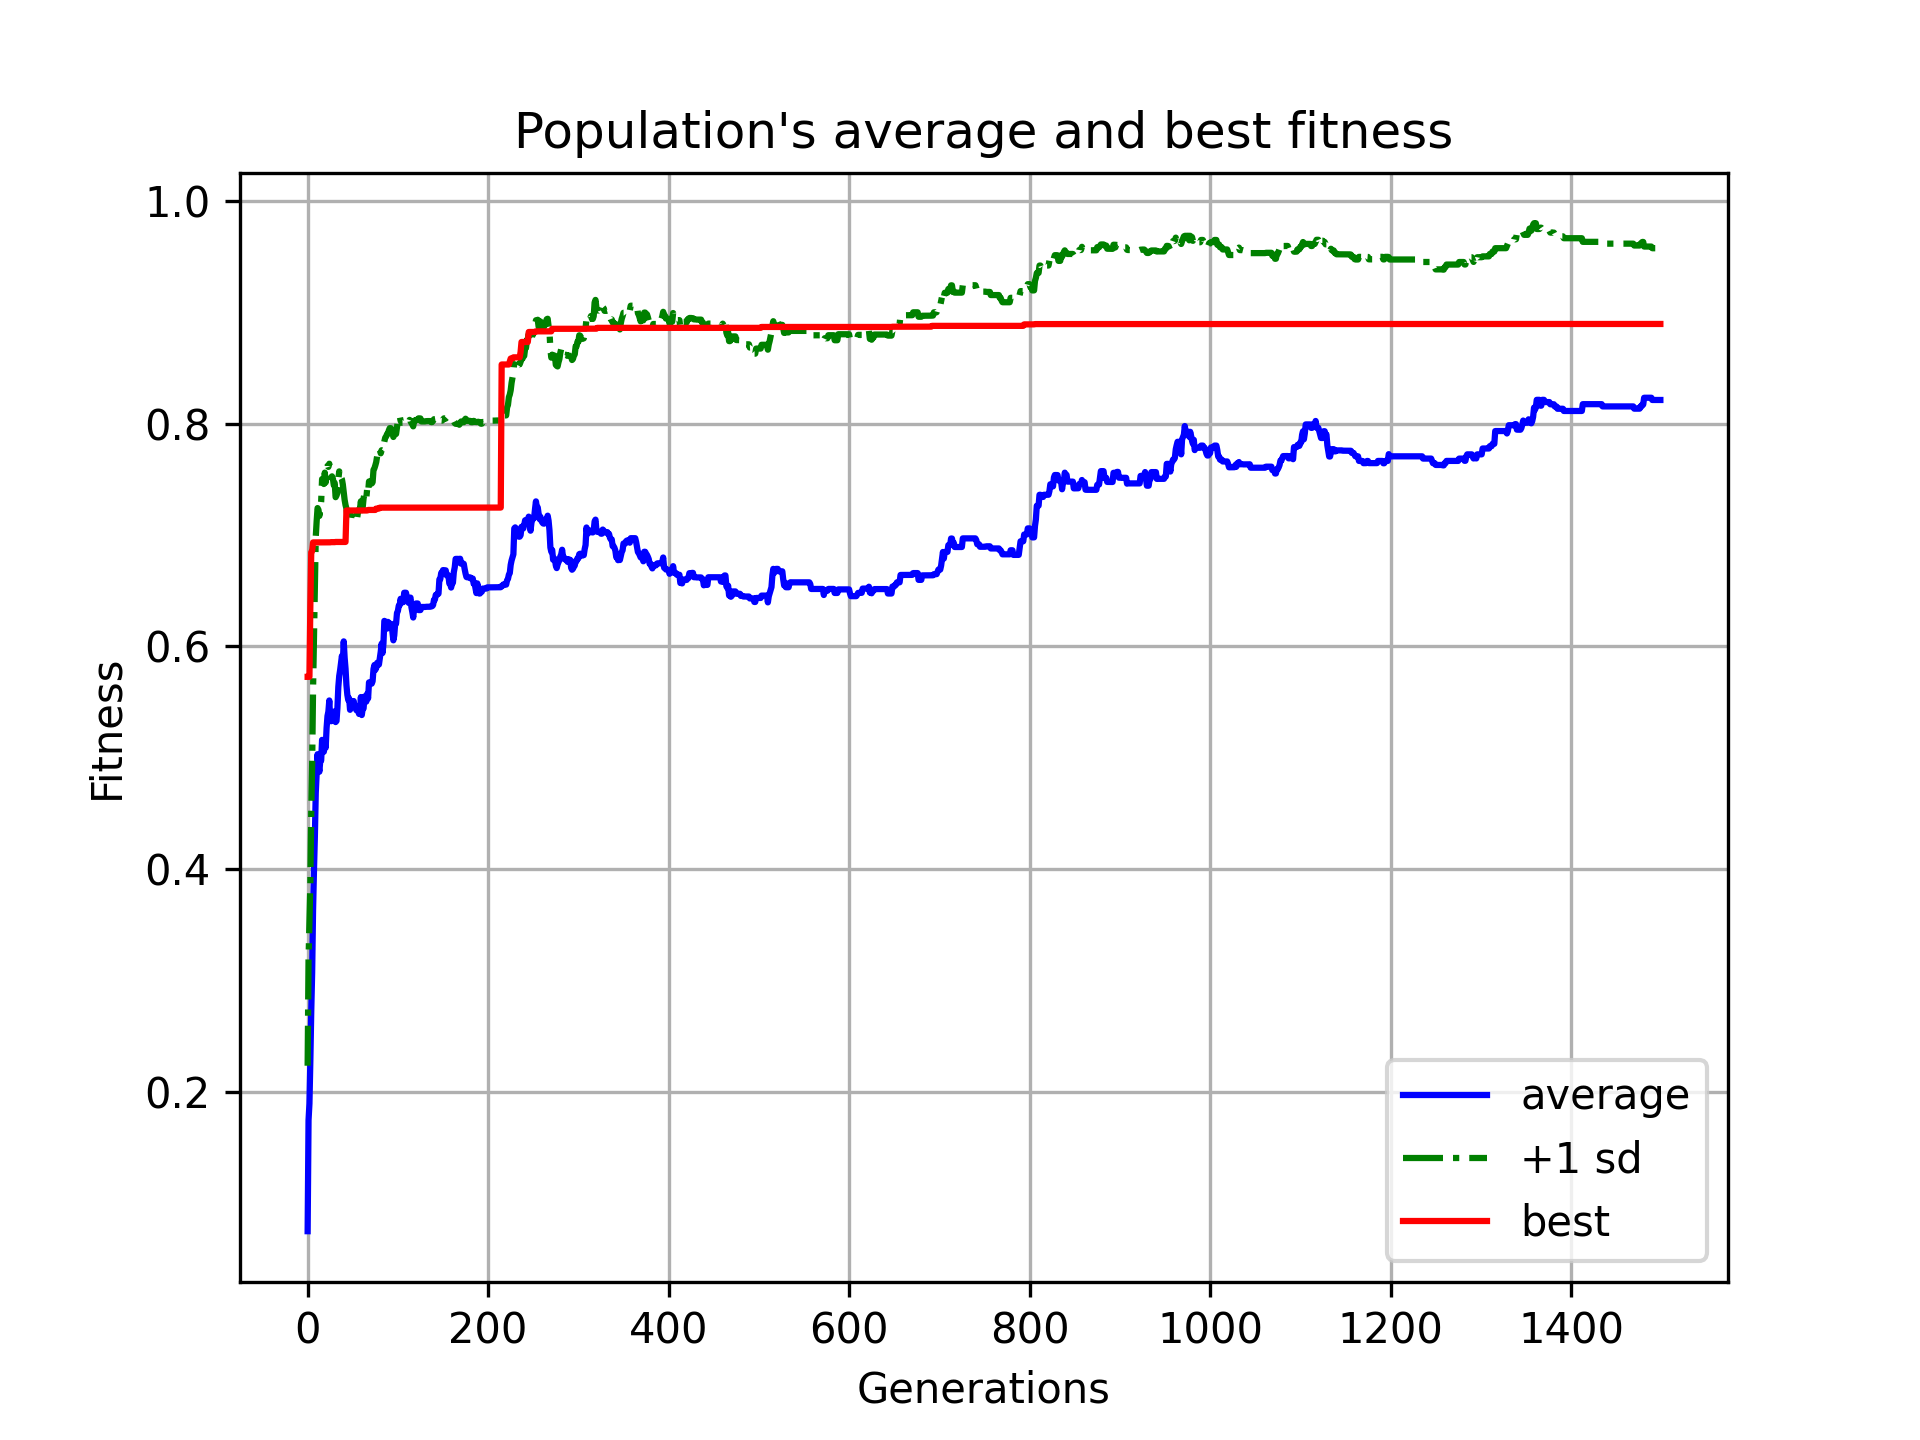 Population's average and best fitness
1.0
0.8
0.6
0.4
0.2
Fitness
average
+1 sd
best
0 200 400 600 800 1000 1200 1400
Generations